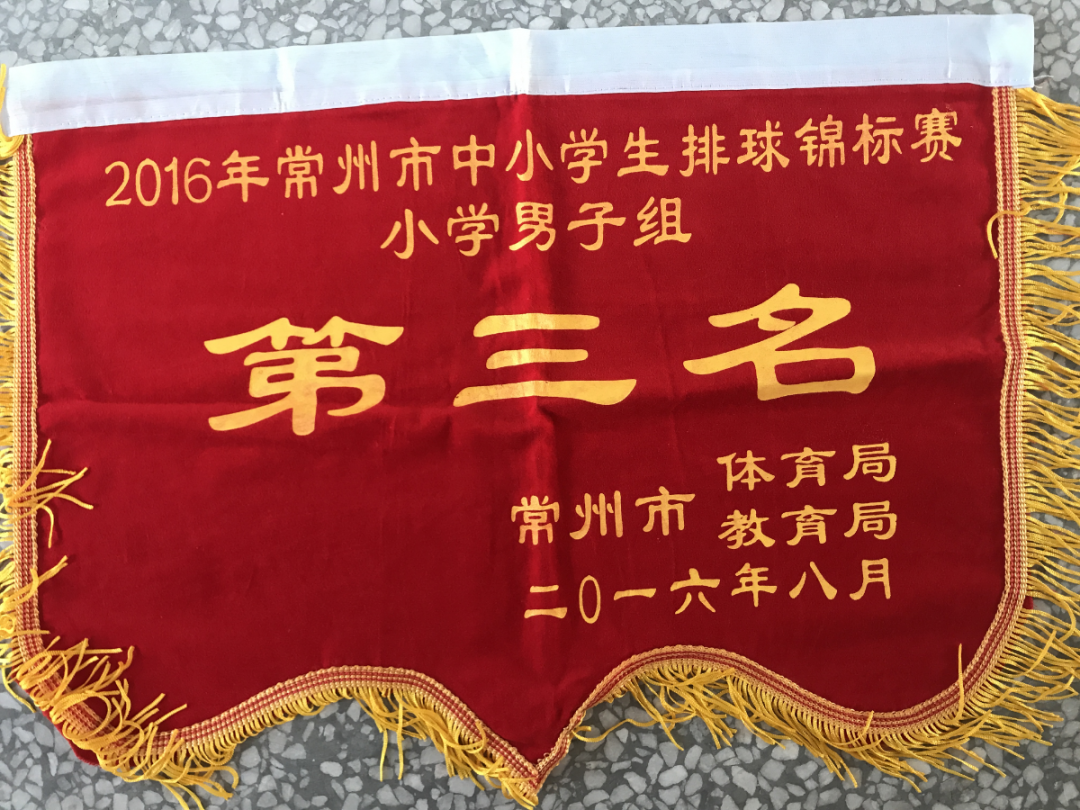 2016年常州市中小学生排球锦标赛
小学男子组
第三名
体育局
常州市
教育局
二〇一六年八月